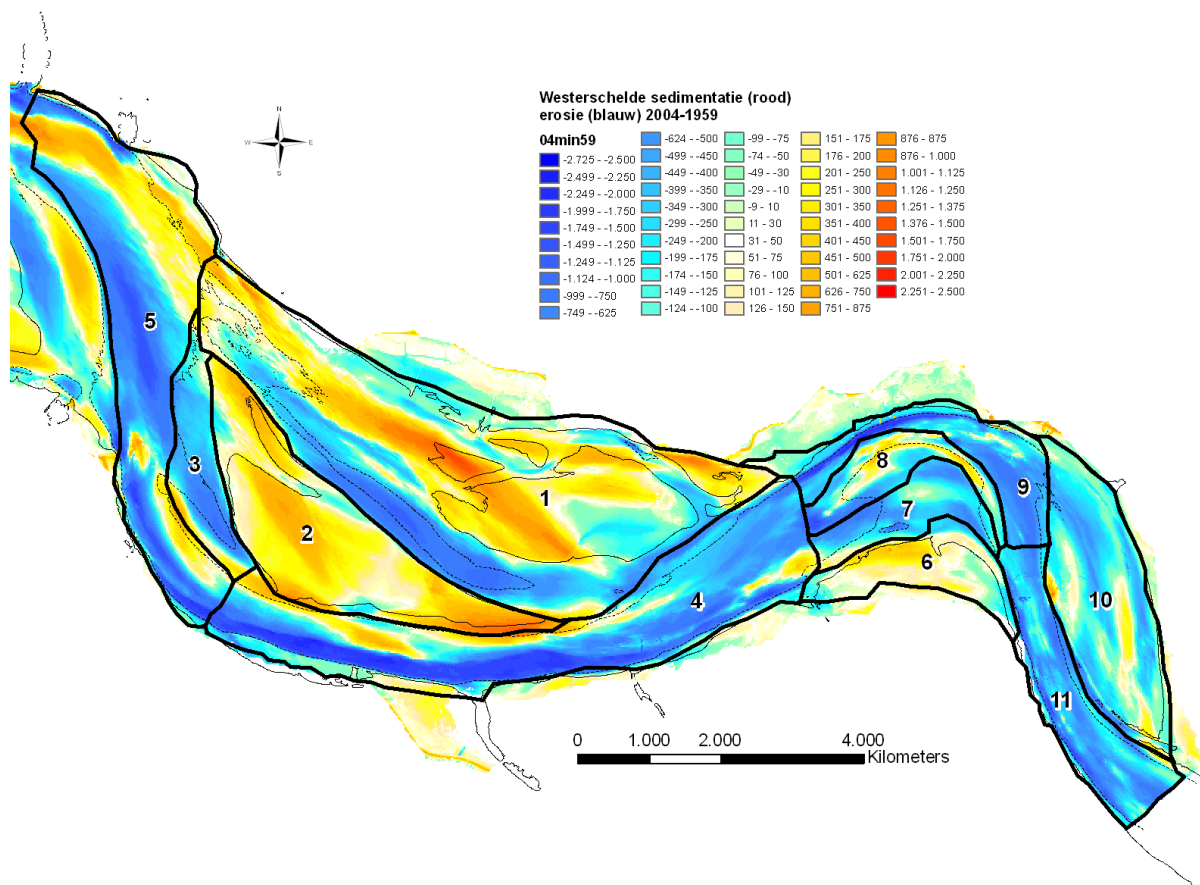 Westerschelde sedimentatie (rood)
erosie (blauw) 2004-1959
04min59
-2.725 - -2.500
-2.499 - -2.250
-2.249 - -2.000
-1.999 - -1.750
-1.749 - -1.500
-1.499 - -1.250
-1.249 - -1.125
-1.124 - -1.000
-999 - -750
-749 - -625
-624 - -500
-499 - -450
-449 - -400
-399 - -350
-349 - -300
-299 - -250
-249 - -200
-199 - -175
-174 - -150
-149 - -125
-124 - -100
-99 - -75
-74 - -50
-49 - -30
-29 - -10
-9 - 10
11 - 30
31 - 50
51 - 75
76 - 100
101 - 125
126 - 150
151 - 175
176 - 200
201 - 250
251 - 300
301 - 350
351 - 400
401 - 450
451 - 500
501 - 625
626 - 750
751 - 875
876 - 875
876 - 1.000
1.001 - 1.125
1.126 - 1.250
1.251 - 1.375
1.376 - 1.500
1.501 - 1.750
1.751 - 2.000
2.001 - 2.250
2.251 - 2.500
N
W
E
S
5
3
2
1
4
8
7
6
9
10
11
0 1.000 2.000 4.000
Kilometers